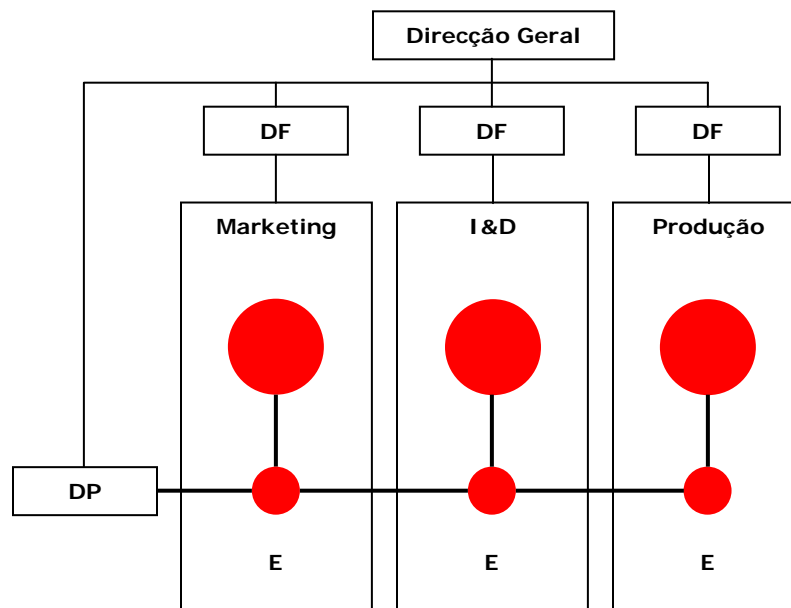 Direcção Geral
DF
DF
DF
Marketing
I&D
Produção
DP
E
E
E